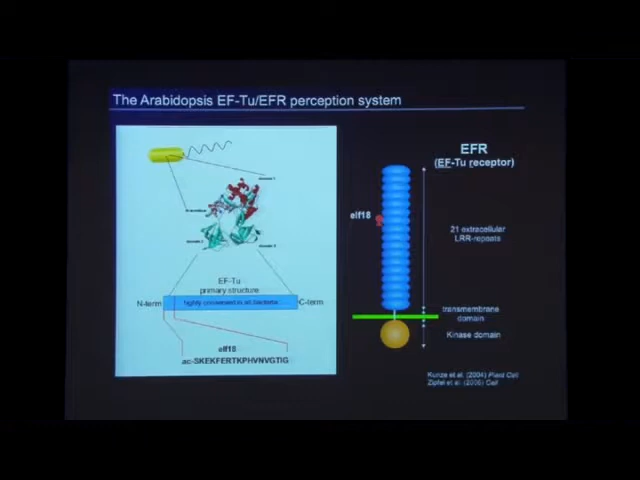 The Arabidopsis EF-Tu/EFR perception system
EFR
(EF-Tu receptor)
elf18
21 extracellular
LRR-repeats
EF-Tu
primary structure
N-term
highly conserved in all bacteria
C-term
transmembrane
domain
Kinase domain
elf18
ac-SKEKFERTKPHVNVGTIG
Kunze et al. (2004) Plant Cell
Zipfel et al. (2006) Cell